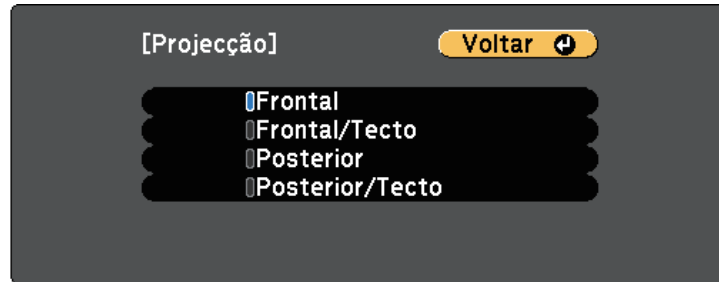 [Projecção] Voltar
Frontal
Frontal/Tecto
Posterior
Posterior/Tecto